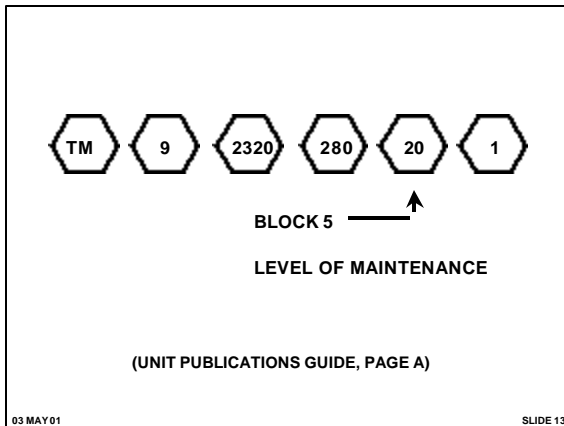 TM 9 2320 280 20 1
BLOCK 5
LEVEL OF MAINTENANCE
(UNIT PUBLICATIONS GUIDE, PAGE A)
03 MAY 01 SLIDE 13